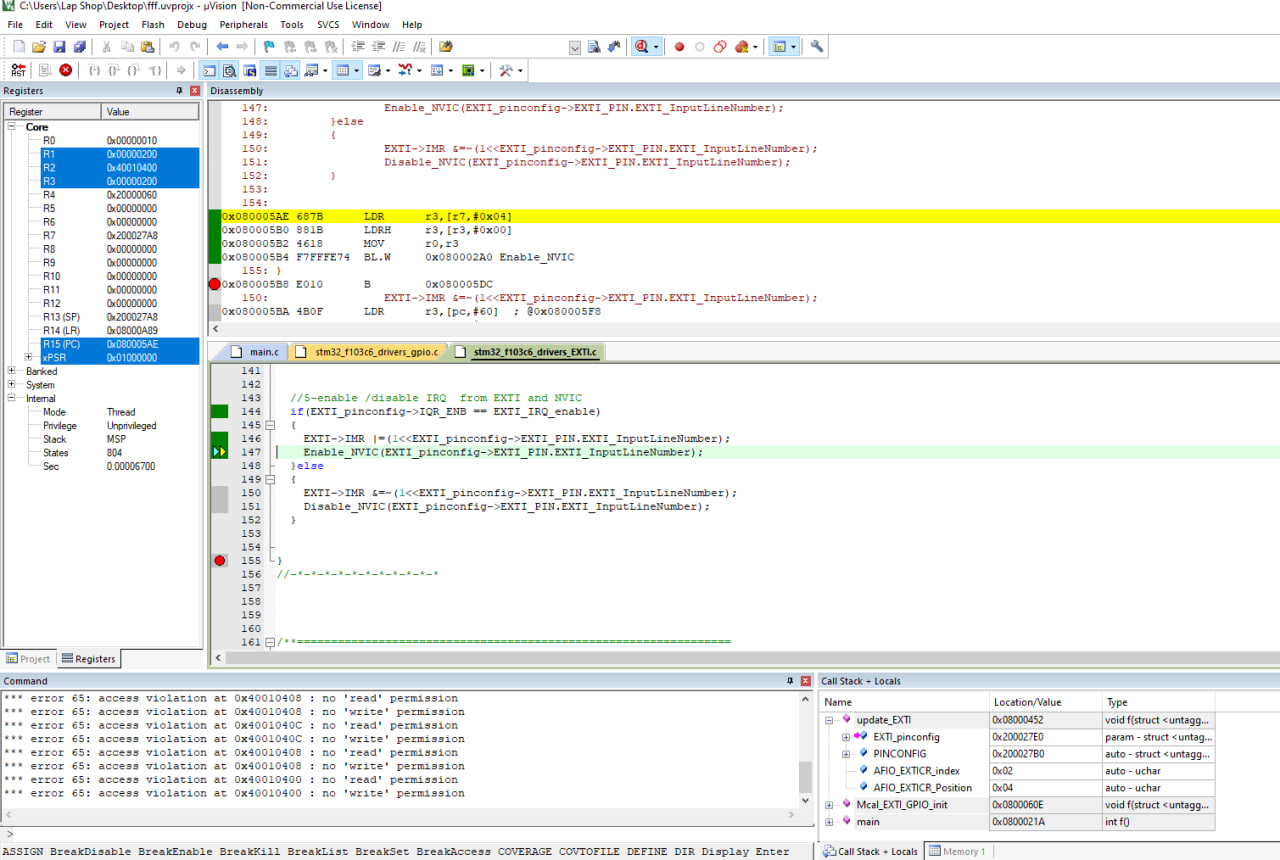 C:\Users\Lap Shop\Desktop\fff.uvprojx - µVision [Non-Commercial Use License]
File Edit View Project Flash Debug Peripherals Tools SVCS Window Help
RST
Registers
Register Value
Core
R0 0x00000010
R1 0x00000200
R2 0x40010400
R3 0x00000200
R4 0x20000060
R5 0x00000000
R6 0x00000000
R7 0x200027A8
R8 0x00000000
R9 0x00000000
R10 0x00000000
R11 0x00000000
R12 0x00000000
R13 (SP) 0x200027A8
R14 (LR) 0x08000A89
R15 (PC) 0x080005AE
xPSR 0x01000000
Banked
System
Internal
Mode Thread
Privilege Unprivileged
Stack MSP
States 804
Sec 0.00006700
Project Registers
Disassembly
147: Enable_NVIC(EXTI_pinconfig->EXTI_PIN.EXTI_InputLineNumber);
148: }else
149: {
150: EXTI->IMR &=~(1<<EXTI_pinconfig->EXTI_PIN.EXTI_InputLineNumber);
151: Disable_NVIC(EXTI_pinconfig->EXTI_PIN.EXTI_InputLineNumber);
152: }
153:
154:
0x080005AE 687B LDR r3,[r7,#0x04]
0x080005B0 881B LDRH r3,[r3,#0x00]
0x080005B2 4618 MOV r0,r3
0x080005B4 F7FFFE74 BL.W 0x080002A0 Enable_NVIC
155: }
0x080005B8 E010 B 0x080005DC
150: EXTI->IMR &=~(1<<EXTI_pinconfig->EXTI_PIN.EXTI_InputLineNumber);
0x080005BA 4B0F LDR r3,[pc,#60] ; @0x080005F8
main.c stm32_f103c6_drivers_gpio.c stm32_f103c6_drivers_EXTI.c
141
142
143 //5-enable /disable IRQ from EXTI and NVIC
144 if(EXTI_pinconfig->IQR_ENB == EXTI_IRQ_enable)
145 {
146 EXTI->IMR |=(1<<EXTI_pinconfig->EXTI_PIN.EXTI_InputLineNumber);
147 Enable_NVIC(EXTI_pinconfig->EXTI_PIN.EXTI_InputLineNumber);
148 }else
149 {
150 EXTI->IMR &=~(1<<EXTI_pinconfig->EXTI_PIN.EXTI_InputLineNumber);
151 Disable_NVIC(EXTI_pinconfig->EXTI_PIN.EXTI_InputLineNumber);
152 }
153
154
155 }
156 //-*-*-*-*-*-*-*-*-*-*-*
157
158
159
160
161 /**================================================================
Command
*** error 65: access violation at 0x40010408 : no 'read' permission
*** error 65: access violation at 0x40010408 : no 'write' permission
*** error 65: access violation at 0x4001040C : no 'read' permission
*** error 65: access violation at 0x4001040C : no 'write' permission
*** error 65: access violation at 0x40010408 : no 'read' permission
*** error 65: access violation at 0x40010408 : no 'write' permission
*** error 65: access violation at 0x40010400 : no 'read' permission
*** error 65: access violation at 0x40010400 : no 'write' permission
>
ASSIGN BreakDisable BreakEnable BreakKill BreakList BreakSet BreakAccess COVERAGE COVTOFILE DEFINE DIR Display Enter
Call Stack + Locals
Name Location/Value Type
update_EXTI 0x08000452 void f(struct <untagg...
EXTI_pinconfig 0x200027E0 param - struct <untag...
PINCONFIG 0x200027B0 auto - struct <untagg...
AFIO_EXTICR_index 0x02 auto - uchar
AFIO_EXTICR_Position 0x04 auto - uchar
Mcal_EXTI_GPIO_init 0x0800060E void f(struct <untagg...
main 0x0800021A int f()
Call Stack + Locals Memory 1